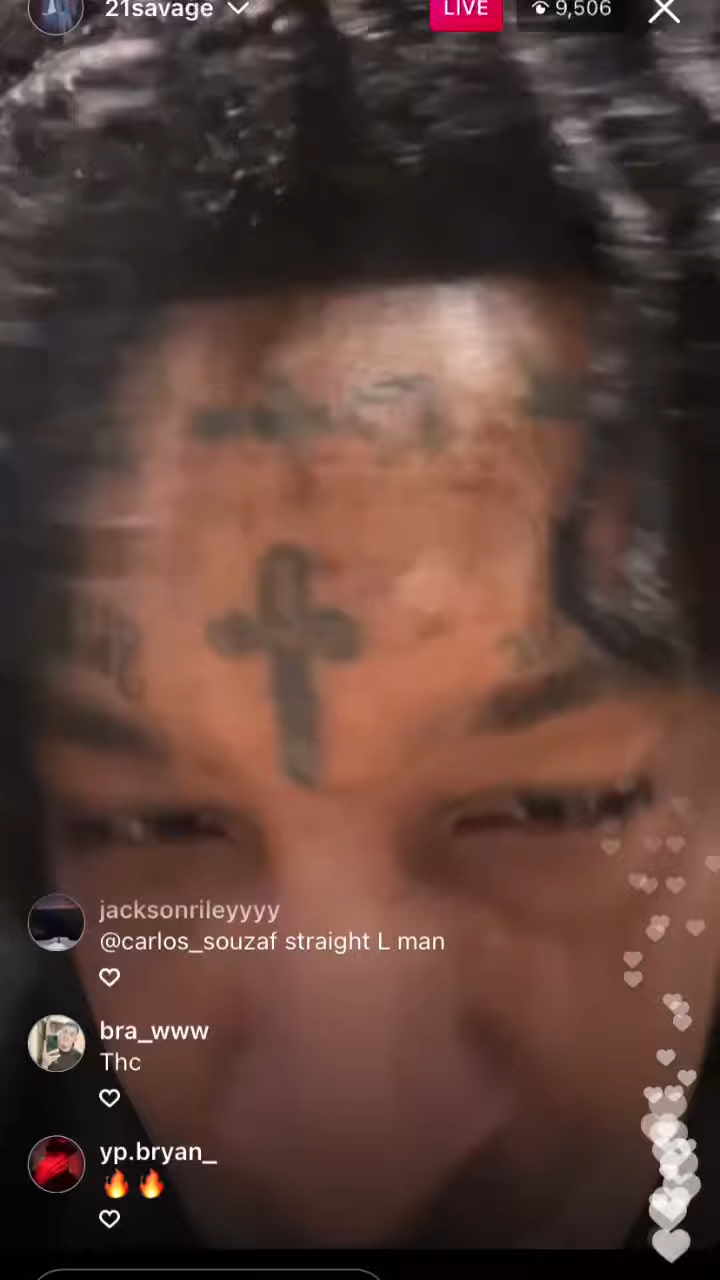 21savage
LIVE
9,506
jacksonrileyyyy
@carlos_souzaf straight L man
bra_www
Thc
yp.bryan_
🔥🔥